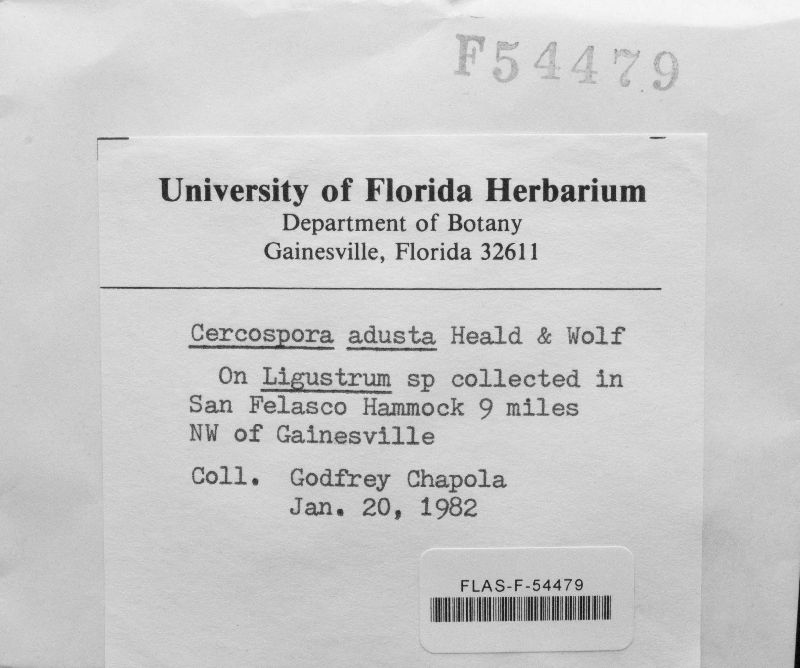 F54479
University of Florida Herbarium
Department of Botany
Gainesville, Florida 32611
Cercospora adusta Heald & Wolf
On Ligustrum sp collected in
San Felasco Hammock 9 miles
NW of Gainesville
Coll. Godfrey Chapola
Jan. 20, 1982
FLAS-F-54479